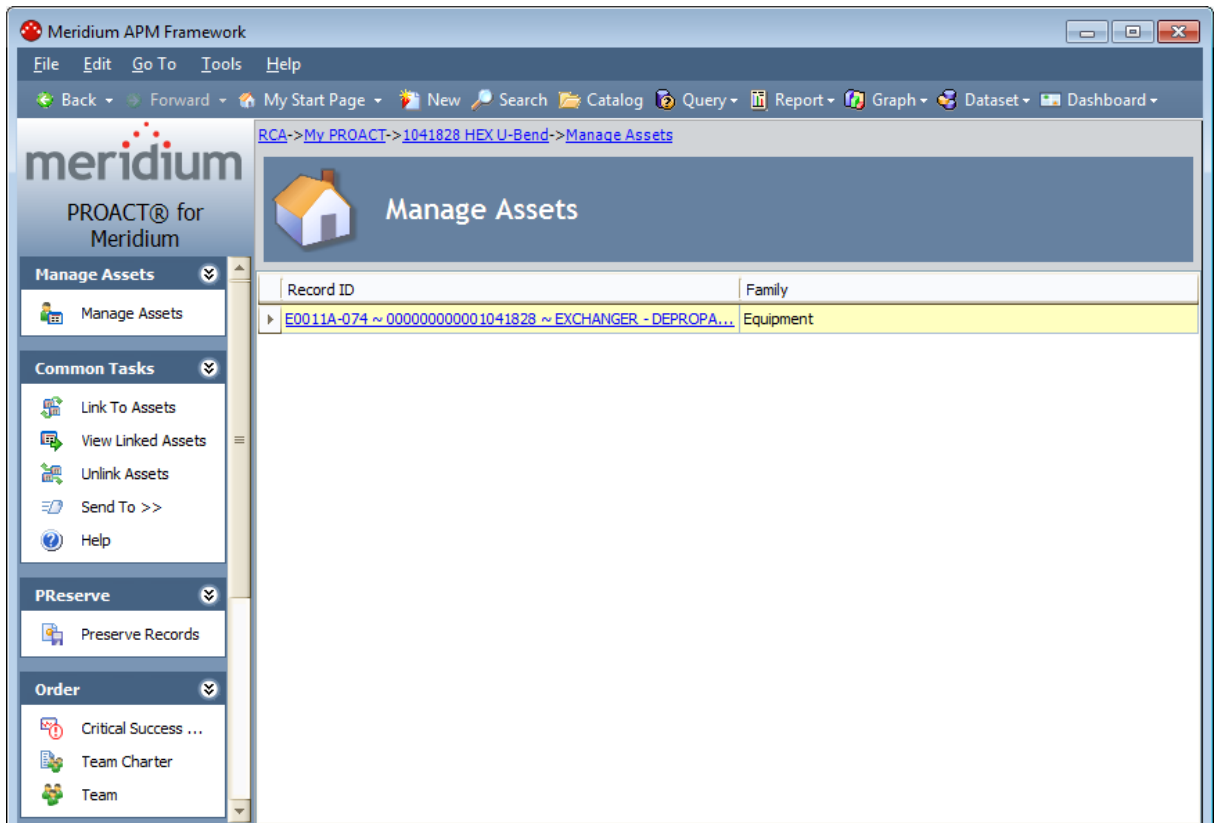 Meridium APM Framework
File Edit Go To Tools Help
Back Forward My Start Page New Search Catalog Query Report Graph Dataset Dashboard
RCA->My PROACT->1041828 HEX U-Bend->Manage Assets
meridium
PROACT® for
Meridium
Manage Assets
Manage Assets
Manage Assets
Common Tasks
Link To Assets
View Linked Assets
Unlink Assets
Send To >>
Help
PReserve
Preserve Records
Order
Critical Success ...
Team Charter
Team
Record ID Family
E0011A-074 ~ 000000000001041828 ~ EXCHANGER - DEPROPA... Equipment